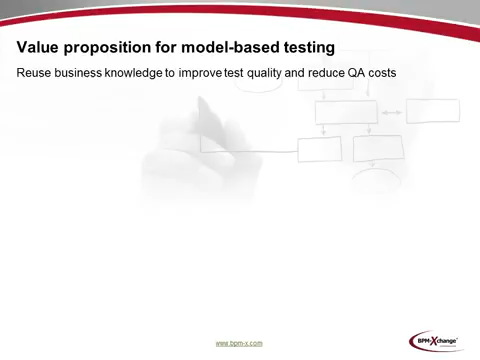 Value proposition for model-based testing
Reuse business knowledge to improve test quality and reduce QA costs
www.bpm-x.com
BPM-Xchange